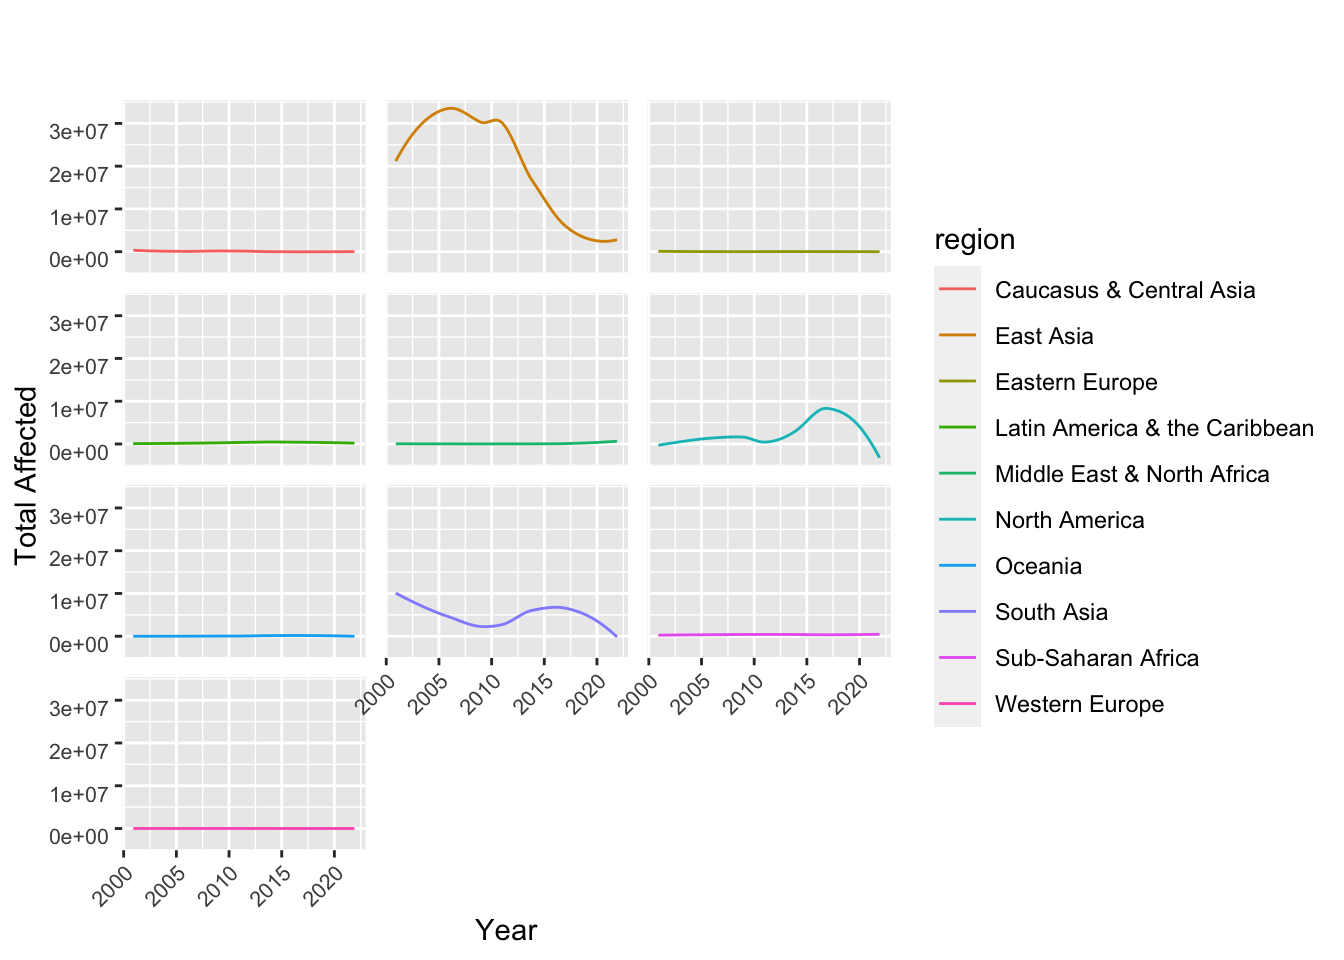 3e+07
2e+07
1e+07
0e+00
3e+07
2e+07
1e+07
0e+00
Total Affected
3e+07
2e+07
1e+07
0e+00
2000 2005 2010 2015 2020 2000 2005 2010 2015 2020
3e+07
2e+07
1e+07
0e+00
2000 2005 2010 2015 2020
Year
region
Caucasus & Central Asia
East Asia
Eastern Europe
Latin America & the Caribbean
Middle East & North Africa
North America
Oceania
South Asia
Sub-Saharan Africa
Western Europe